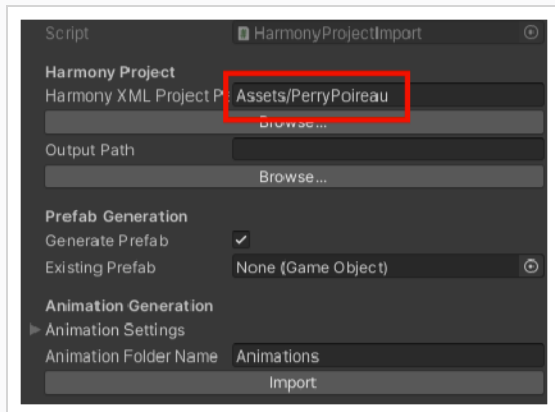 Script HarmonyProjectImport
Harmony Project
Harmony XML Project Pa Assets/PerryPoireau
Browse...
Output Path
Browse...
Prefab Generation
Generate Prefab
Existing Prefab None (Game Object)
Animation Generation
Animation Settings
Animation Folder Name Animations
Import